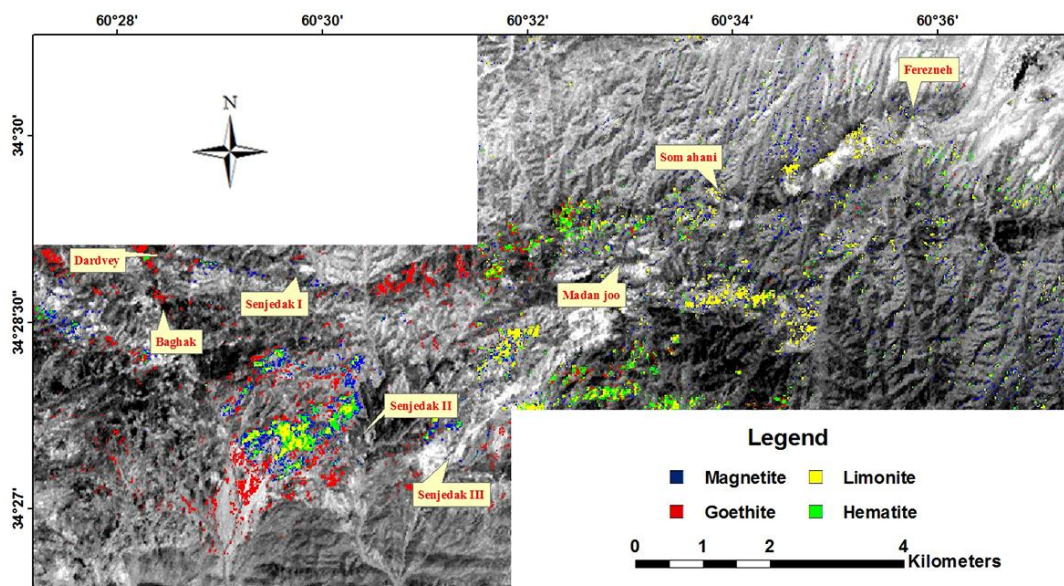 60°28' 60°30' 60°32' 60°34' 60°36'
N
Ferezneh
34°30'
Som ahani
Dardvey
Senjedak I
Madan joo
34°28'30"
Baghak
Senjedak II
Senjedak III
34°27'
Legend
Magnetite Limonite
Goethite Hematite
0 1 2 4
Kilometers